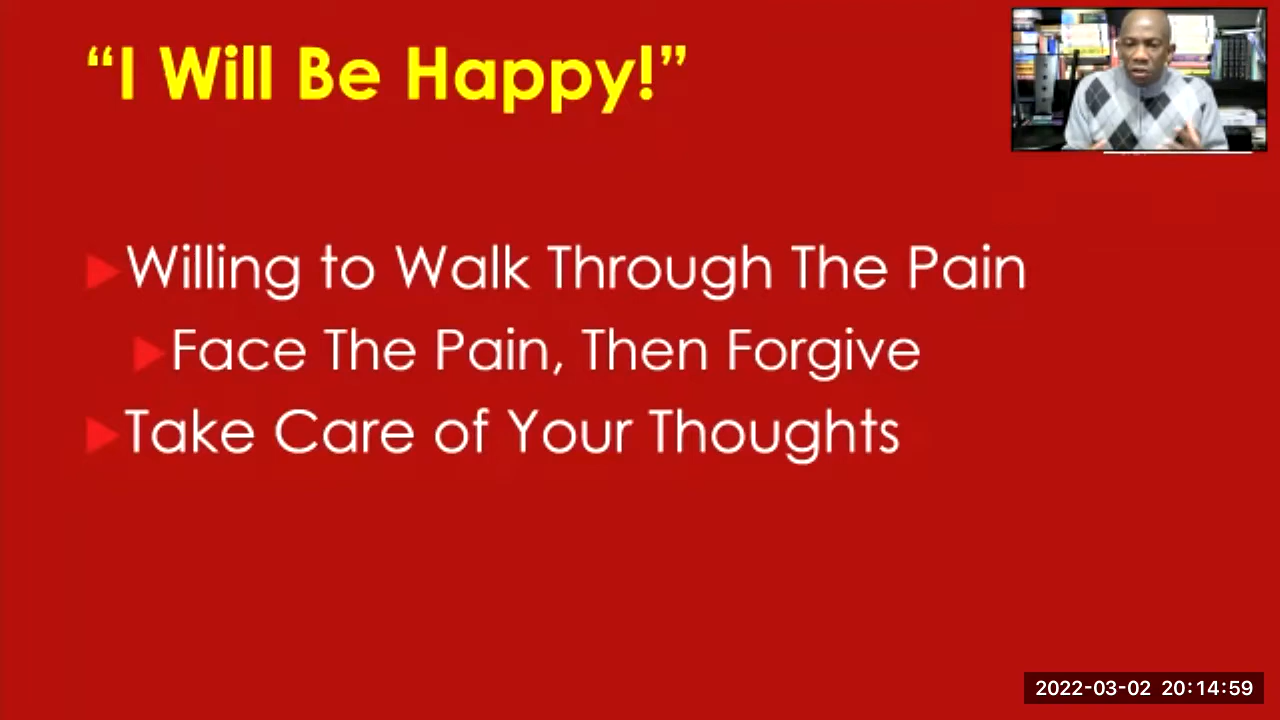 “I Will Be Happy!”
Willing to Walk Through The Pain
Face The Pain, Then Forgive
Take Care of Your Thoughts
2022-03-02 20:14:59